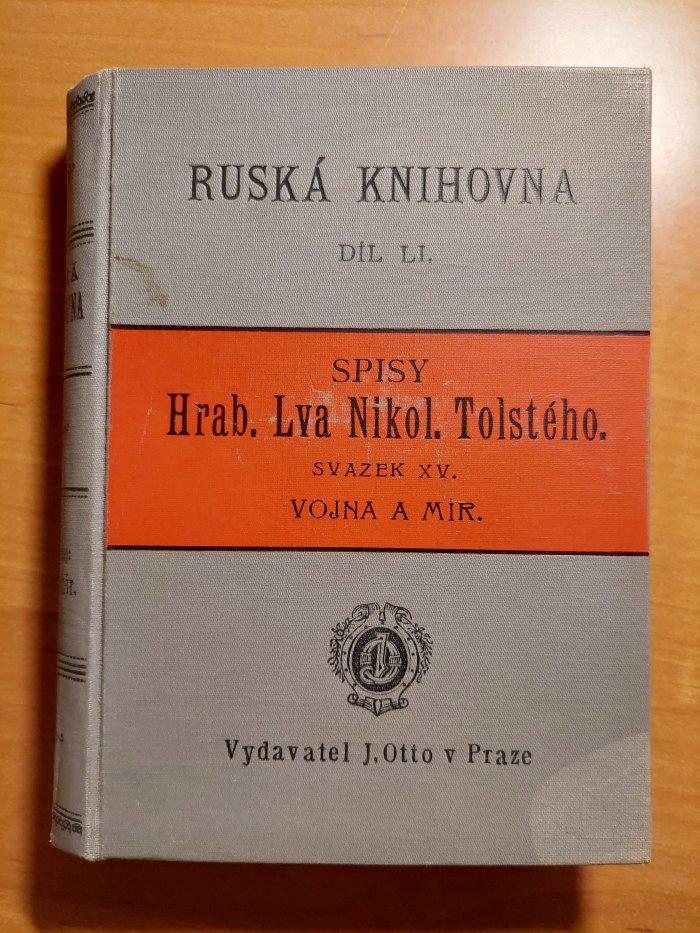 RUSKÁ KNIHOVNA
DÍL LI.
SPISY
Hrab. Lva Nikol. Tolstého.
SVAZEK XV.
VOJNA A MÍR.
Vydavatel J. Otto v Praze